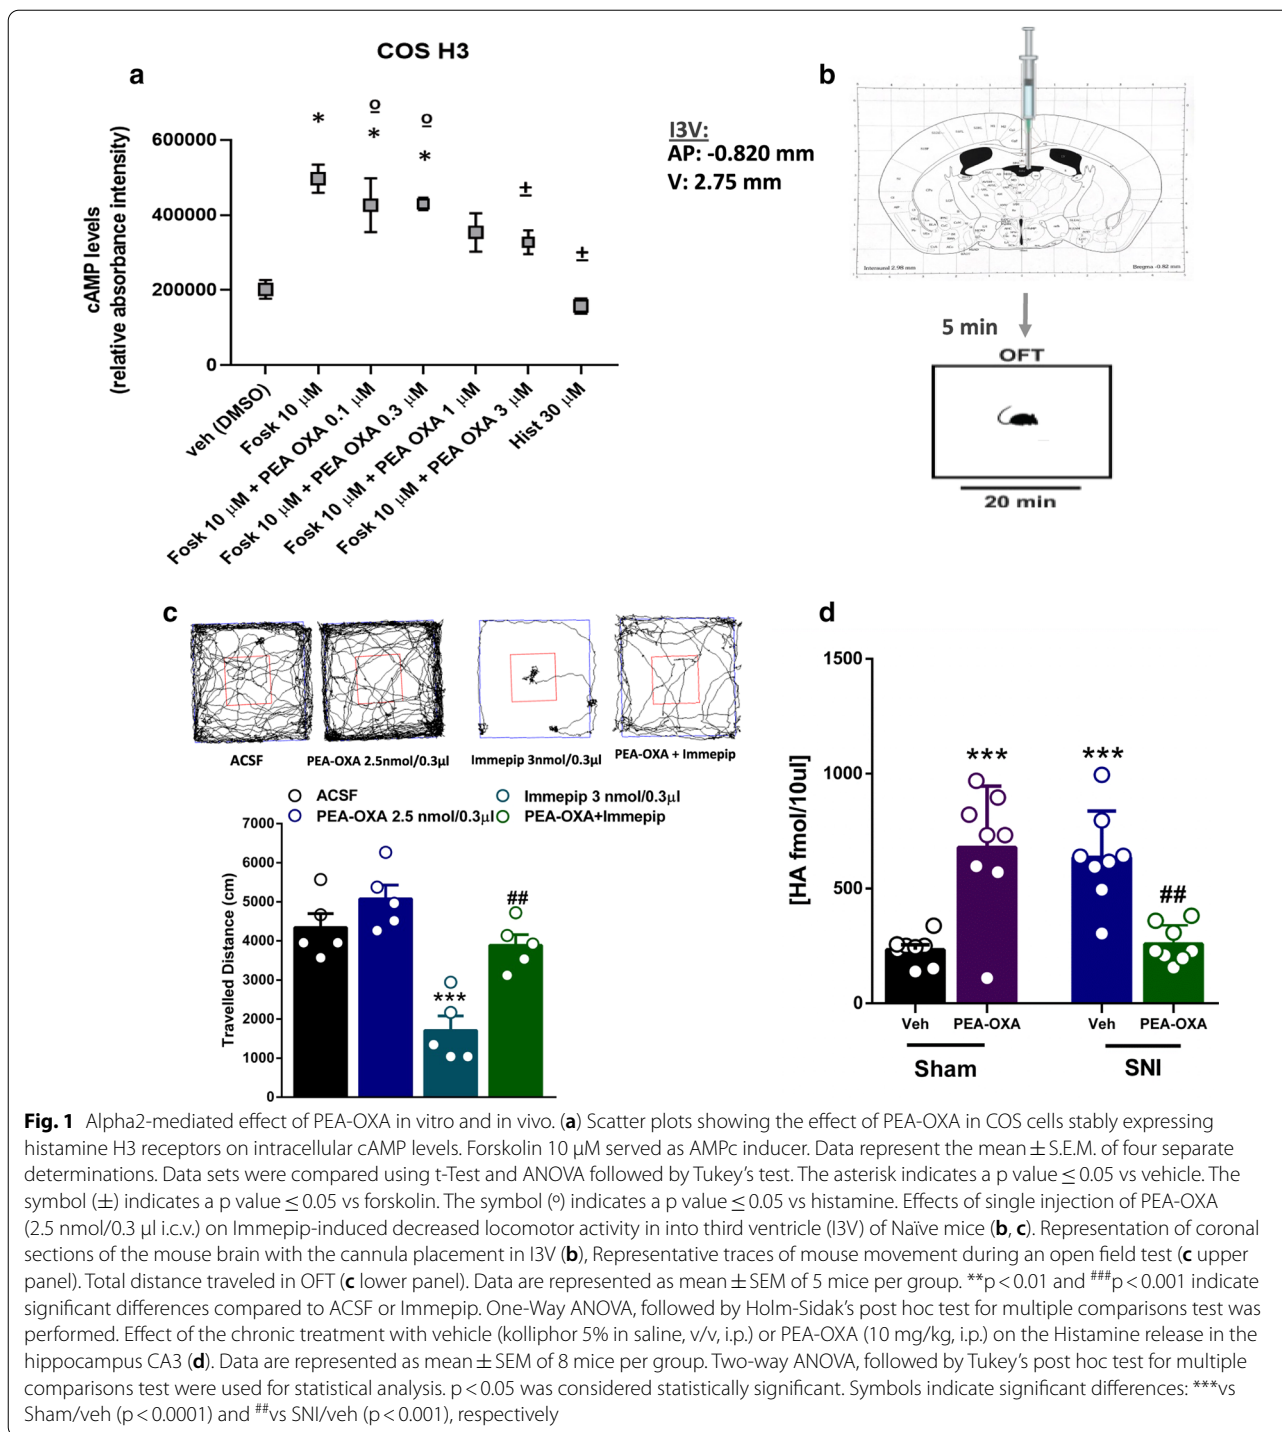 COS H3
a
cAMP levels
(relative absorbance intensity)
600000
400000
200000
0
*
º
*
º
*
±
±
veh (DMSO)
Fosk 10 μM
Fosk 10 μM + PEA OXA 0.1 μM
Fosk 10 μM + PEA OXA 0.3 μM
Fosk 10 μM + PEA OXA 1 μM
Fosk 10 μM + PEA OXA 3 μM
Hist 30 μM
b
I3V:
AP: -0.820 mm
V: 2.75 mm
Interaural 2.98 mm
Bregma -0.82 mm
5 min
OFT
20 min
c
ACSF
PEA-OXA 2.5nmol/0.3µl
Immepip 3nmol/0.3µl
PEA-OXA + Immepip
ACSF
PEA-OXA 2.5 nmol/0.3µl
Immepip 3 nmol/0.3µl
PEA-OXA+Immepip
Travelled Distance (cm)
7000
6000
5000
4000
3000
2000
1000
0
***
##
d
[HA fmol/10ul]
1500
1000
500
0
***
***
##
Veh
PEA-OXA
Veh
PEA-OXA
Sham
SNI
Fig. 1 Alpha2-mediated effect of PEA-OXA in vitro and in vivo. (a) Scatter plots showing the effect of PEA-OXA in COS cells stably expressing
histamine H3 receptors on intracellular cAMP levels. Forskolin 10 µM served as AMPc inducer. Data represent the mean ± S.E.M. of four separate
determinations. Data sets were compared using t-Test and ANOVA followed by Tukey's test. The asterisk indicates a p value ≤ 0.05 vs vehicle. The
symbol (±) indicates a p value ≤ 0.05 vs forskolin. The symbol (º) indicates a p value ≤ 0.05 vs histamine. Effects of single injection of PEA-OXA
(2.5 nmol/0.3 µl i.c.v.) on Immepip-induced decreased locomotor activity in into third ventricle (I3V) of Naïve mice (b, c). Representation of coronal
sections of the mouse brain with the cannula placement in I3V (b), Representative traces of mouse movement during an open field test (c upper
panel). Total distance traveled in OFT (c lower panel). Data are represented as mean ± SEM of 5 mice per group. **p < 0.01 and ###p < 0.001 indicate
significant differences compared to ACSF or Immepip. One-Way ANOVA, followed by Holm-Sidak's post hoc test for multiple comparisons test was
performed. Effect of the chronic treatment with vehicle (kolliphor 5% in saline, v/v, i.p.) or PEA-OXA (10 mg/kg, i.p.) on the Histamine release in the
hippocampus CA3 (d). Data are represented as mean ± SEM of 8 mice per group. Two-way ANOVA, followed by Tukey's post hoc test for multiple
comparisons test were used for statistical analysis. p < 0.05 was considered statistically significant. Symbols indicate significant differences: ***vs
Sham/veh (p < 0.0001) and ##vs SNI/veh (p < 0.001), respectively